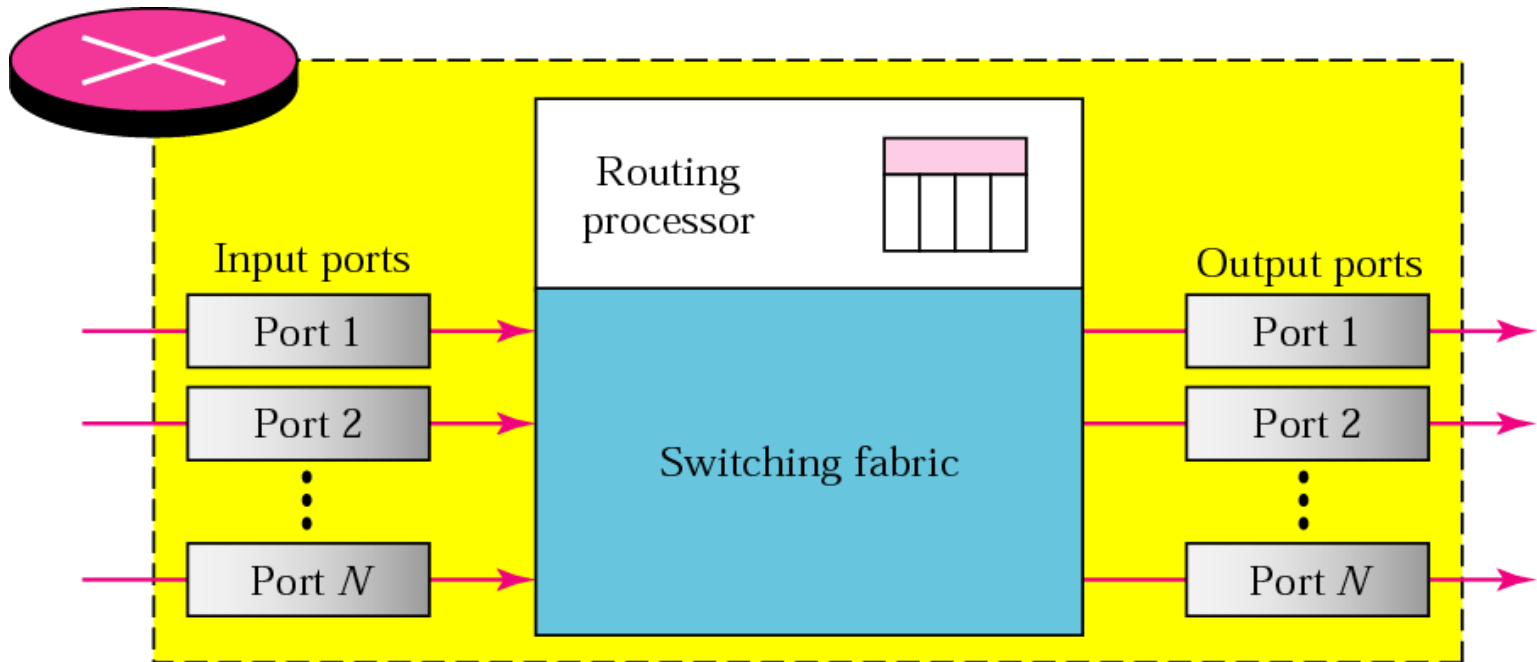 Routing
processor
Input ports
Output ports
Port 1
Port 1
Port 2
Port 2
Switching fabric
Port N
Port N